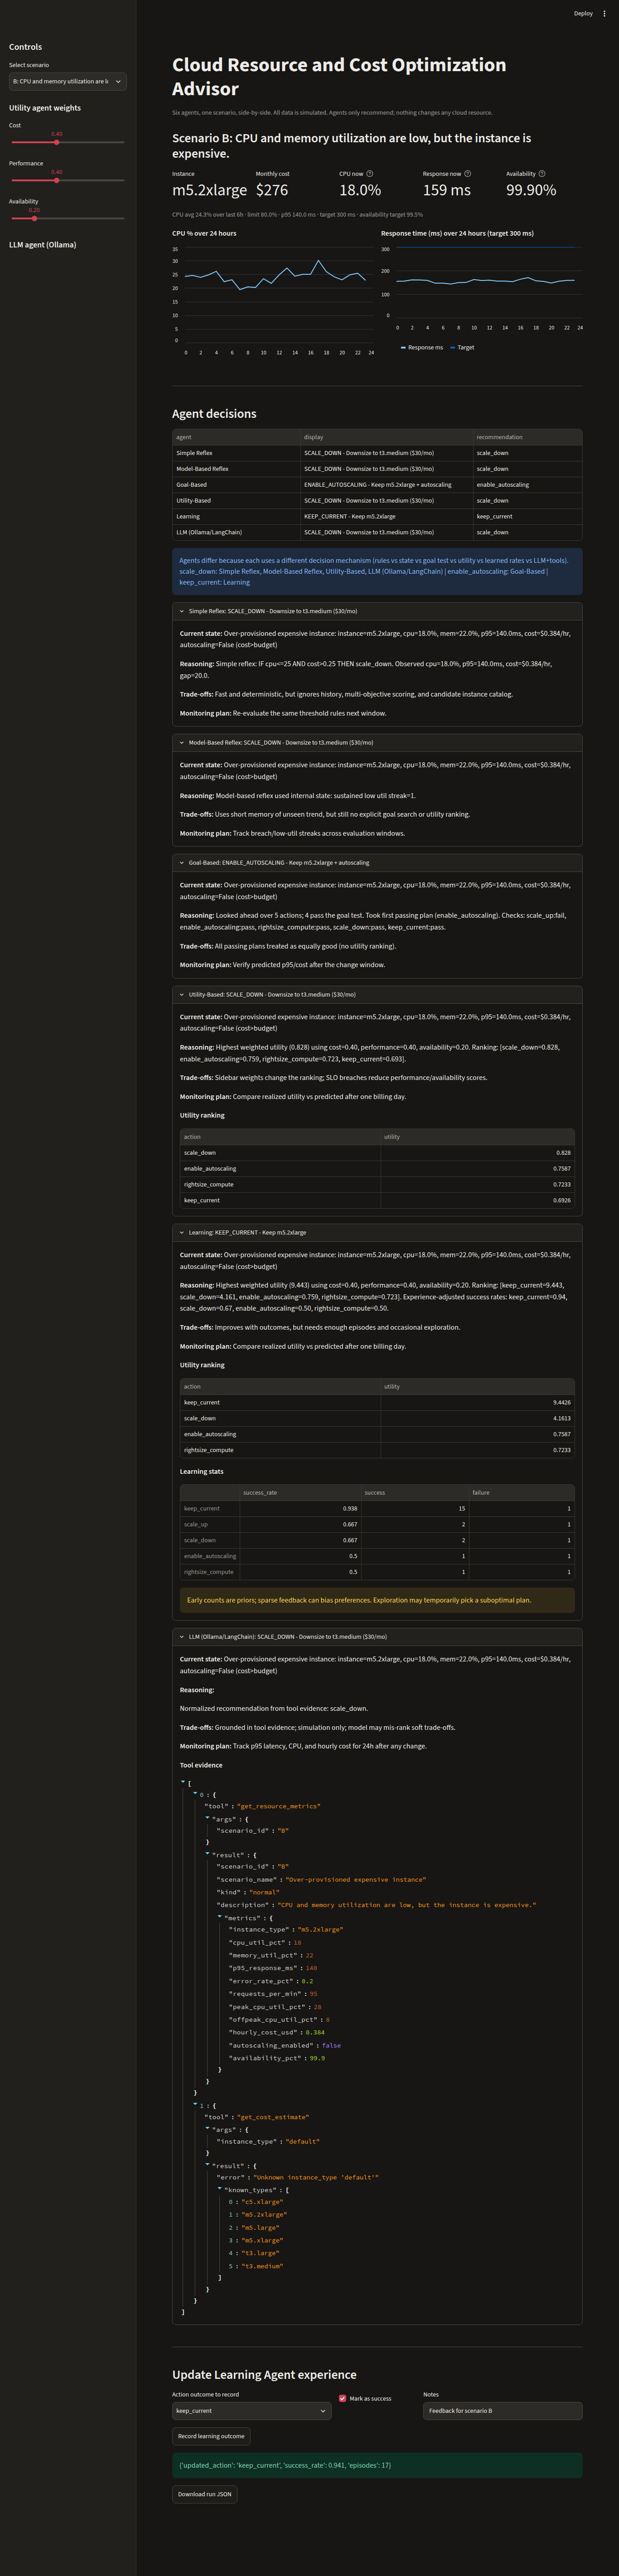 Deploy
Controls
Select scenario
B: CPU and memory utilization are l
Utility agent weights
Cost
0.40
Performance
0.40
Availability
0.20
LLM agent (Ollama)
Cloud Resource and Cost Optimization
Advisor
Six agents, one scenario, side-by-side. All data is simulated. Agents only recommend; nothing changes any cloud resource.
Scenario B: CPU and memory utilization are low, but the instance is
expensive.
Instance Monthly cost CPU now Response now Availability
m5.2xlarge $276 18.0% 159 ms 99.90%
CPU avg 24.3% over last 6h · limit 80.0% · p95 140.0 ms · target 300 ms · availability target 99.5%
CPU % over 24 hours
35
30
25
20
15
10
5
0
0 2 4 6 8 10 12 14 16 18 20 22 24
Response time (ms) over 24 hours (target 300 ms)
300
200
100
0
0 2 4 6 8 10 12 14 16 18 20 22 24
Response ms Target
Agent decisions
agent display recommendation
Simple Reflex SCALE_DOWN - Downsize to t3.medium ($30/mo) scale_down
Model-Based Reflex SCALE_DOWN - Downsize to t3.medium ($30/mo) scale_down
Goal-Based ENABLE_AUTOSCALING - Keep m5.2xlarge + autoscaling enable_autoscaling
Utility-Based SCALE_DOWN - Downsize to t3.medium ($30/mo) scale_down
Learning KEEP_CURRENT - Keep m5.2xlarge keep_current
LLM (Ollama/LangChain) SCALE_DOWN - Downsize to t3.medium ($30/mo) scale_down
Agents differ because each uses a different decision mechanism (rules vs state vs goal test vs utility vs learned rates vs LLM+tools).
scale_down: Simple Reflex, Model-Based Reflex, Utility-Based, LLM (Ollama/LangChain) | enable_autoscaling: Goal-Based |
keep_current: Learning
Simple Reflex: SCALE_DOWN - Downsize to t3.medium ($30/mo)
Current state: Over-provisioned expensive instance: instance=m5.2xlarge, cpu=18.0%, mem=22.0%, p95=140.0ms, cost=$0.384/hr,
autoscaling=False (cost>budget)
Reasoning: Simple reflex: IF cpu<=25 AND cost>0.25 THEN scale_down. Observed cpu=18.0%, p95=140.0ms, cost=$0.384/hr,
gap=20.0.
Trade-offs: Fast and deterministic, but ignores history, multi-objective scoring, and candidate instance catalog.
Monitoring plan: Re-evaluate the same threshold rules next window.
Model-Based Reflex: SCALE_DOWN - Downsize to t3.medium ($30/mo)
Current state: Over-provisioned expensive instance: instance=m5.2xlarge, cpu=18.0%, mem=22.0%, p95=140.0ms, cost=$0.384/hr,
autoscaling=False (cost>budget)
Reasoning: Model-based reflex used internal state: sustained low util streak=1.
Trade-offs: Uses short memory of unseen trend, but still no explicit goal search or utility ranking.
Monitoring plan: Track breach/low-util streaks across evaluation windows.
Goal-Based: ENABLE_AUTOSCALING - Keep m5.2xlarge + autoscaling
Current state: Over-provisioned expensive instance: instance=m5.2xlarge, cpu=18.0%, mem=22.0%, p95=140.0ms, cost=$0.384/hr,
autoscaling=False (cost>budget)
Reasoning: Looked ahead over 5 actions; 4 pass the goal test. Took first passing plan (enable_autoscaling). Checks: scale_up:fail,
enable_autoscaling:pass, rightsize_compute:pass, scale_down:pass, keep_current:pass.
Trade-offs: All passing plans treated as equally good (no utility ranking).
Monitoring plan: Verify predicted p95/cost after the change window.
Utility-Based: SCALE_DOWN - Downsize to t3.medium ($30/mo)
Current state: Over-provisioned expensive instance: instance=m5.2xlarge, cpu=18.0%, mem=22.0%, p95=140.0ms, cost=$0.384/hr,
autoscaling=False (cost>budget)
Reasoning: Highest weighted utility (0.828) using cost=0.40, performance=0.40, availability=0.20. Ranking: [scale_down=0.828,
enable_autoscaling=0.759, rightsize_compute=0.723, keep_current=0.693].
Trade-offs: Sidebar weights change the ranking; SLO breaches reduce performance/availability scores.
Monitoring plan: Compare realized utility vs predicted after one billing day.
Utility ranking
action utility
scale_down 0.828
enable_autoscaling 0.7587
rightsize_compute 0.7233
keep_current 0.6926
Learning: KEEP_CURRENT - Keep m5.2xlarge
Current state: Over-provisioned expensive instance: instance=m5.2xlarge, cpu=18.0%, mem=22.0%, p95=140.0ms, cost=$0.384/hr,
autoscaling=False (cost>budget)
Reasoning: Highest weighted utility (9.443) using cost=0.40, performance=0.40, availability=0.20. Ranking: [keep_current=9.443,
scale_down=4.161, enable_autoscaling=0.759, rightsize_compute=0.723]. Experience-adjusted success rates: keep_current=0.94,
scale_down=0.67, enable_autoscaling=0.50, rightsize_compute=0.50.
Trade-offs: Improves with outcomes, but needs enough episodes and occasional exploration.
Monitoring plan: Compare realized utility vs predicted after one billing day.
Utility ranking
action utility
keep_current 9.4426
scale_down 4.1613
enable_autoscaling 0.7587
rightsize_compute 0.7233
Learning stats
success_rate success failure
keep_current 0.938 15 1
scale_up 0.667 2 1
scale_down 0.667 2 1
enable_autoscaling 0.5 1 1
rightsize_compute 0.5 1 1
Early counts are priors; sparse feedback can bias preferences. Exploration may temporarily pick a suboptimal plan.
LLM (Ollama/LangChain): SCALE_DOWN - Downsize to t3.medium ($30/mo)
Current state: Over-provisioned expensive instance: instance=m5.2xlarge, cpu=18.0%, mem=22.0%, p95=140.0ms, cost=$0.384/hr,
autoscaling=False (cost>budget)
Reasoning:
Normalized recommendation from tool evidence: scale_down.
Trade-offs: Grounded in tool evidence; simulation only; model may mis-rank soft trade-offs.
Monitoring plan: Track p95 latency, CPU, and hourly cost for 24h after any change.
Tool evidence
[
0 : {
"tool" : "get_resource_metrics"
"args" : {
"scenario_id" : "B"
}
"result" : {
"scenario_id" : "B"
"scenario_name" : "Over-provisioned expensive instance"
"kind" : "normal"
"description" : "CPU and memory utilization are low, but the instance is expensive."
"metrics" : {
"instance_type" : "m5.2xlarge"
"cpu_util_pct" : 18
"memory_util_pct" : 22
"p95_response_ms" : 140
"error_rate_pct" : 0.2
"requests_per_min" : 95
"peak_cpu_util_pct" : 28
"offpeak_cpu_util_pct" : 8
"hourly_cost_usd" : 0.384
"autoscaling_enabled" : false
"availability_pct" : 99.9
}
}
}
1 : {
"tool" : "get_cost_estimate"
"args" : {
"instance_type" : "default"
}
"result" : {
"error" : "Unknown instance_type 'default'"
"known_types" : [
0 : "c5.xlarge"
1 : "m5.2xlarge"
2 : "m5.large"
3 : "m5.xlarge"
4 : "t3.large"
5 : "t3.medium"
]
}
}
]
Update Learning Agent experience
Action outcome to record
keep_current
Mark as success
Notes
Feedback for scenario B
Record learning outcome
{'updated_action': 'keep_current', 'success_rate': 0.941, 'episodes': 17}
Download run JSON